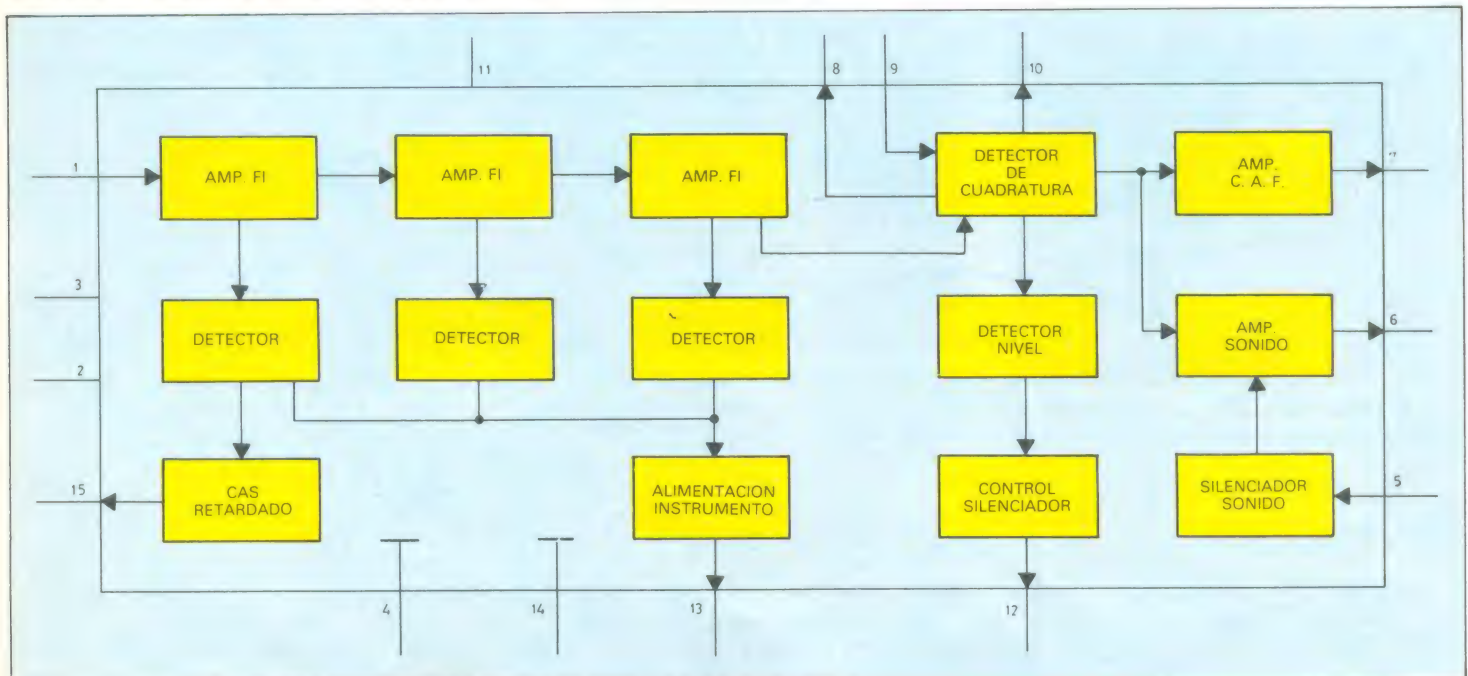 11
8
9
10
1
AMP. FI
AMP. FI
AMP. FI
DETECTOR
DE
CUADRATURA
AMP.
C. A. F.
7
3
DETECTOR
DETECTOR
DETECTOR
DETECTOR
NIVEL
AMP.
SONIDO
6
2
15
CAS
RETARDADO
ALIMENTACION
INSTRUMENTO
CONTROL
SILENCIADOR
SILENCIADOR
SONIDO
5
4
14
13
12